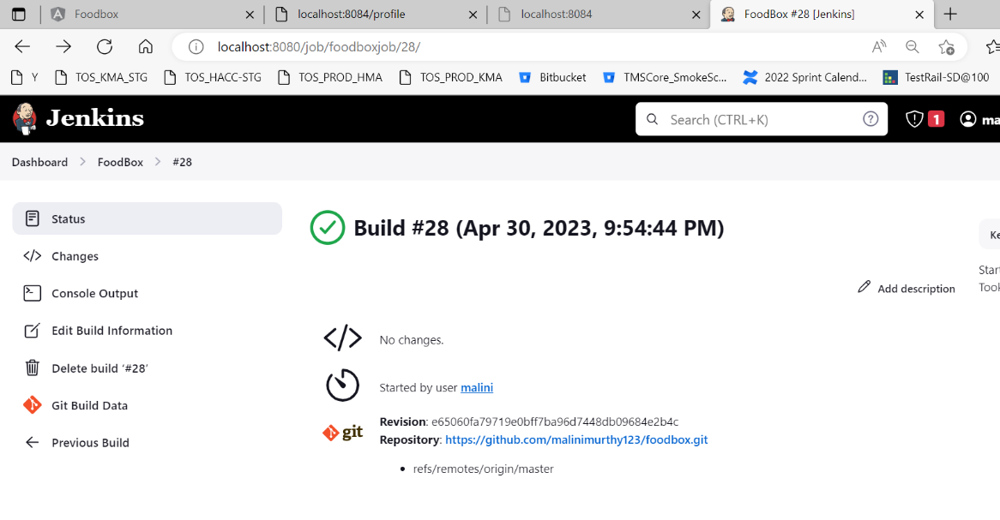 Foodbox
localhost:8084/profile
localhost:8084
FoodBox #28 [Jenkins]
localhost:8080/job/foodboxjob/28/
Y TOS_KMA_STG TOS_HACC-STG TOS_PROD_HMA TOS_PROD_KMA Bitbucket TMSCore_SmokeSc... 2022 Sprint Calend... TestRail-SD@100
Jenkins
Search (CTRL+K)
1
ma
Dashboard > FoodBox > #28
Status
Changes
Console Output
Edit Build Information
Delete build ‘#28’
Git Build Data
Previous Build
Build #28 (Apr 30, 2023, 9:54:44 PM)
Ke
Star
Took
Add description
No changes.
Started by user malini
git
Revision: e65060fa79719e0bff7ba96d7448db09684e2b4c
Repository: https://github.com/malinimurthy123/foodbox.git
• refs/remotes/origin/master